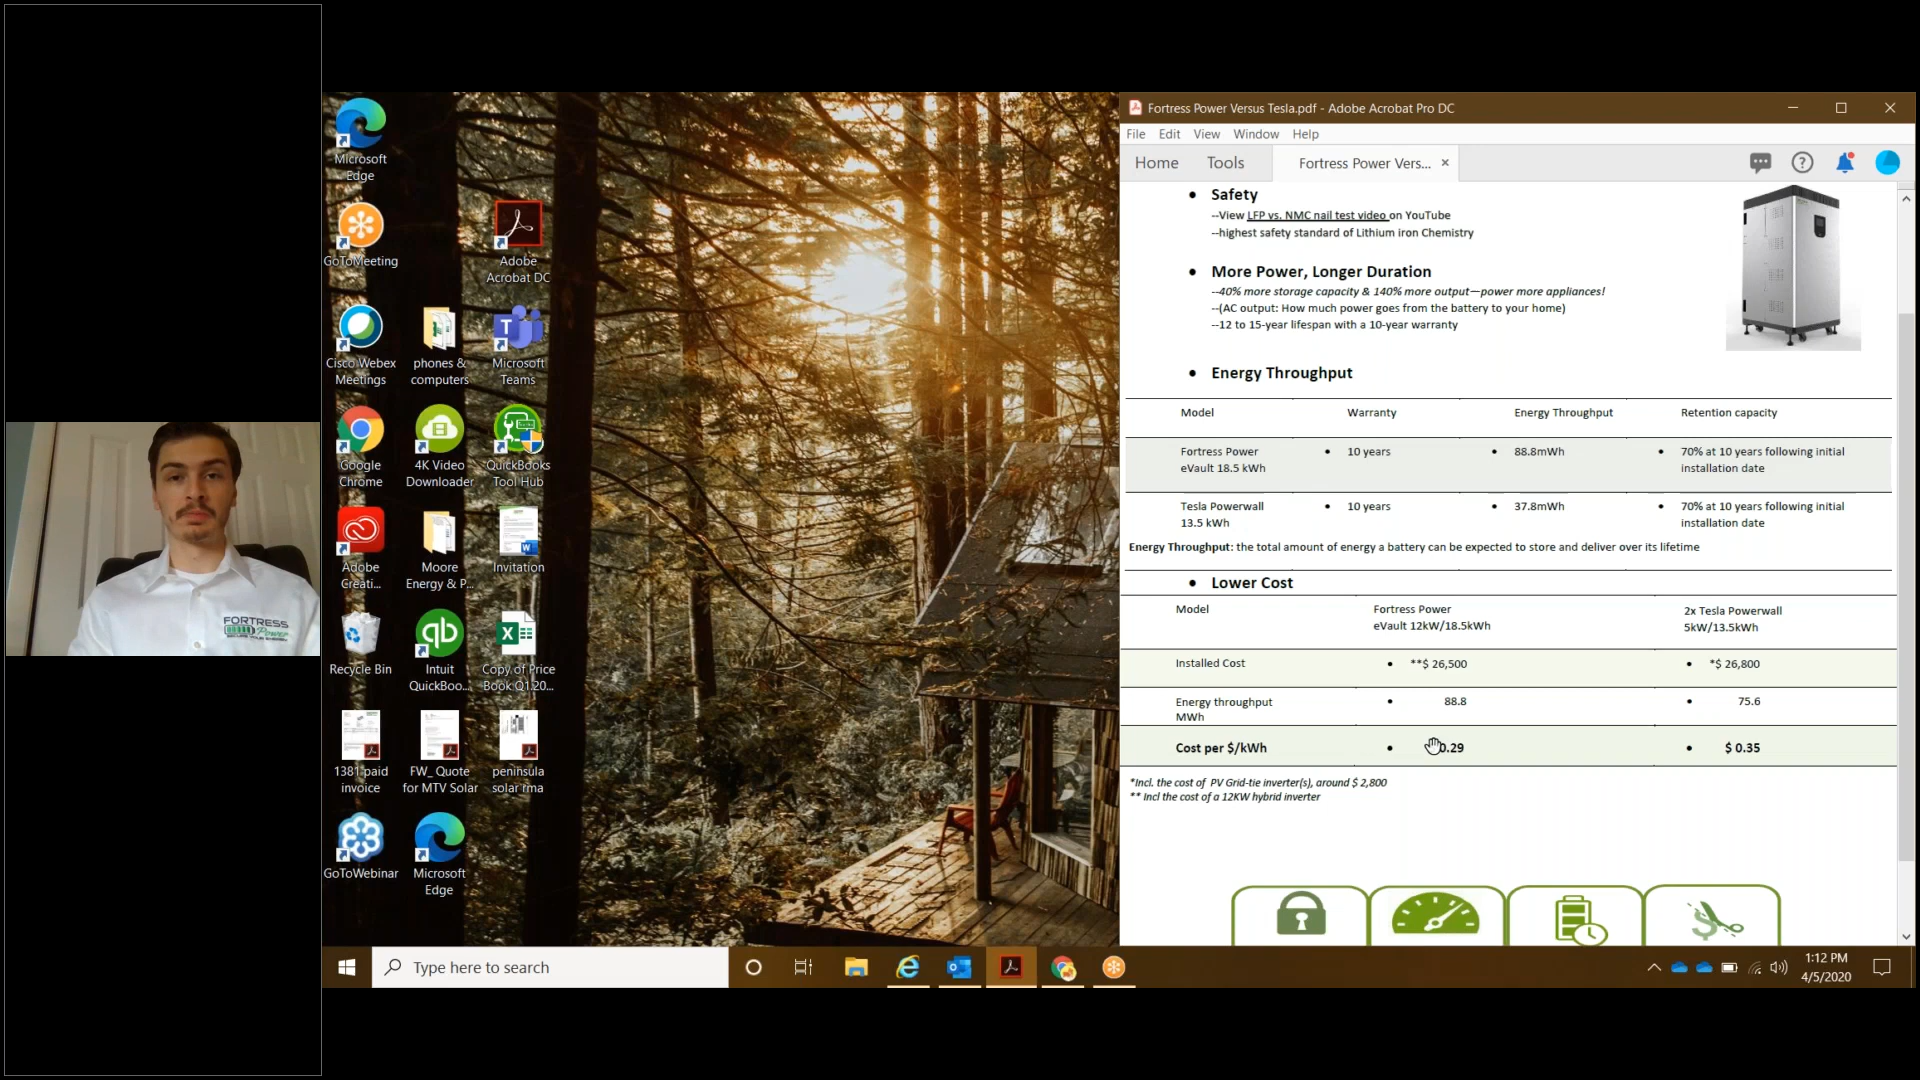 Microsoft
Edge
GoToMeeting
Adobe
Acrobat DC
Cisco Webex
Meetings
phones &
computers
Microsoft
Teams
Google
Chrome
4K Video
Downloader
QuickBooks
Tool Hub
Adobe
Creati...
Moore
Energy & P...
Invitation
Recycle Bin
Intuit
QuickBoo...
Copy of Price
Book Q1 20...
1381 paid
invoice
FW_ Quote
for MTV Solar
peninsula
solar rma
GoToWebinar
Microsoft
Edge
FORTRESS
Power
SECURE YOUR ENERGY
Fortress Power Versus Tesla.pdf - Adobe Acrobat Pro DC
File Edit View Window Help
Home Tools Fortress Power Vers... ×
• Safety
--View LFP vs. NMC nail test video on YouTube
--highest safety standard of Lithium iron Chemistry
• More Power, Longer Duration
--40% more storage capacity & 140% more output—power more appliances!
--(AC output: How much power goes from the battery to your home)
--12 to 15-year lifespan with a 10-year warranty
• Energy Throughput
Model Warranty Energy Throughput Retention capacity
Fortress Power • 10 years • 88.8mWh • 70% at 10 years following initial
eVault 18.5 kWh installation date
Tesla Powerwall • 10 years • 37.8mWh • 70% at 10 years following initial
13.5 kWh installation date
Energy Throughput: the total amount of energy a battery can be expected to store and deliver over its lifetime
• Lower Cost
Model Fortress Power 2x Tesla Powerwall
eVault 12kW/18.5kWh 5kW/13.5kWh
Installed Cost • **$ 26,500 • *$ 26,800
Energy throughput • 88.8 • 75.6
MWh
Cost per $/kWh • 0.29 • $ 0.35
*Incl. the cost of PV Grid-tie inverter(s), around $ 2,800
** Incl the cost of a 12KW hybrid inverter
Type here to search
1:12 PM
4/5/2020